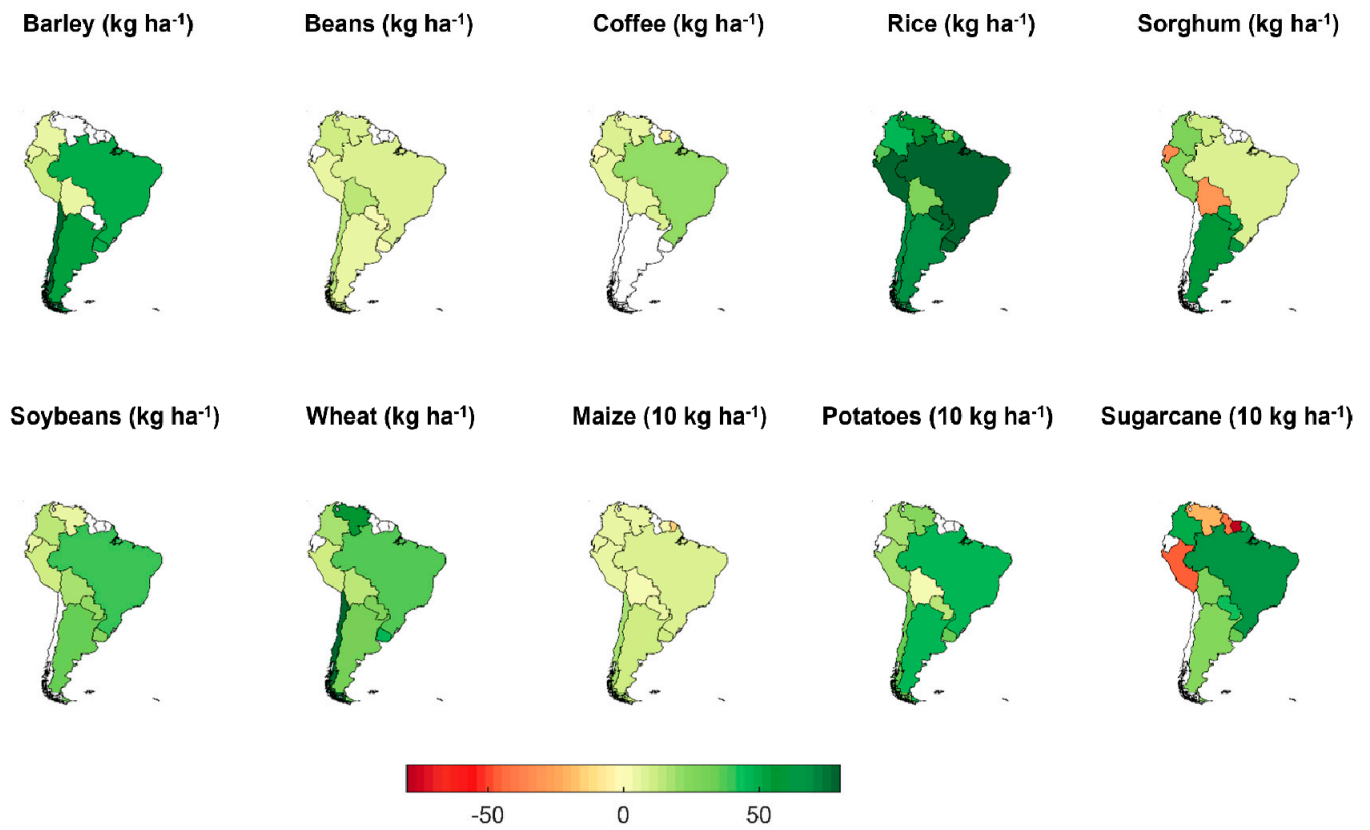 Barley (kg ha⁻¹) Beans (kg ha⁻¹) Coffee (kg ha⁻¹) Rice (kg ha⁻¹) Sorghum (kg ha⁻¹)
Soybeans (kg ha⁻¹) Wheat (kg ha⁻¹) Maize (10 kg ha⁻¹) Potatoes (10 kg ha⁻¹) Sugarcane (10 kg ha⁻¹)
-50 0 50